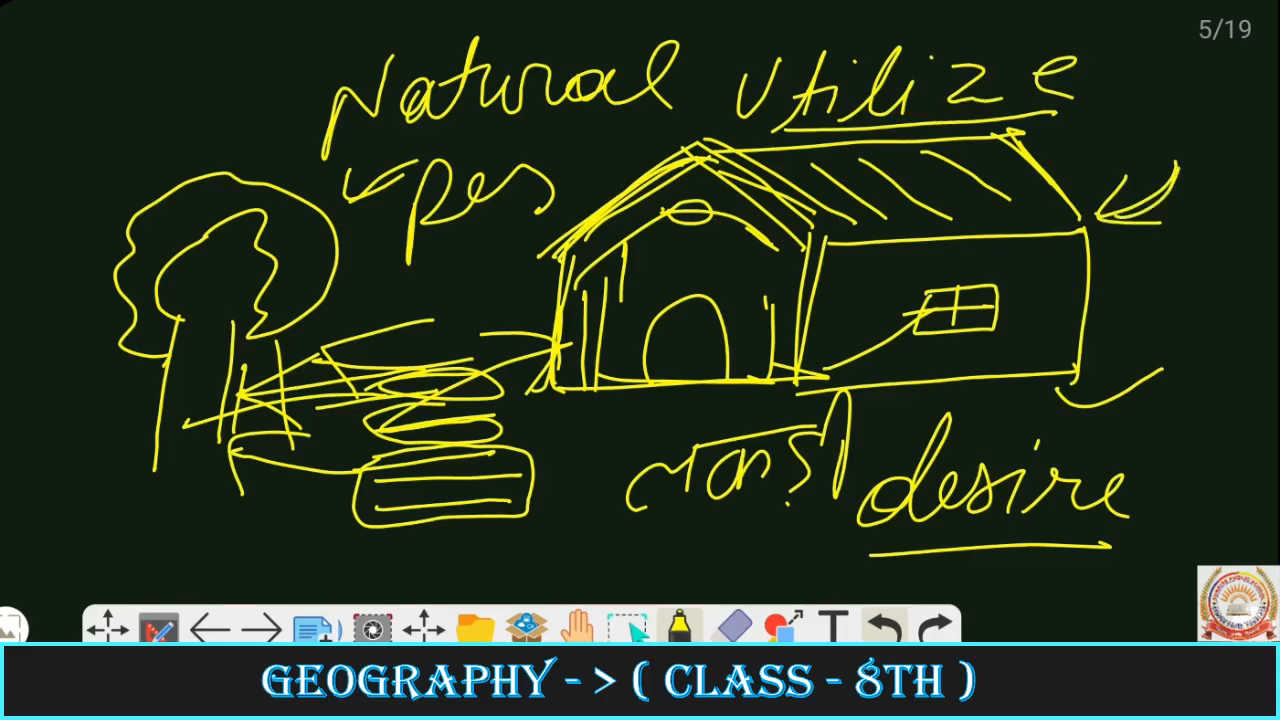 5/19
Natural utilize
desire
GEOGRAPHY - > ( CLASS - 8TH )